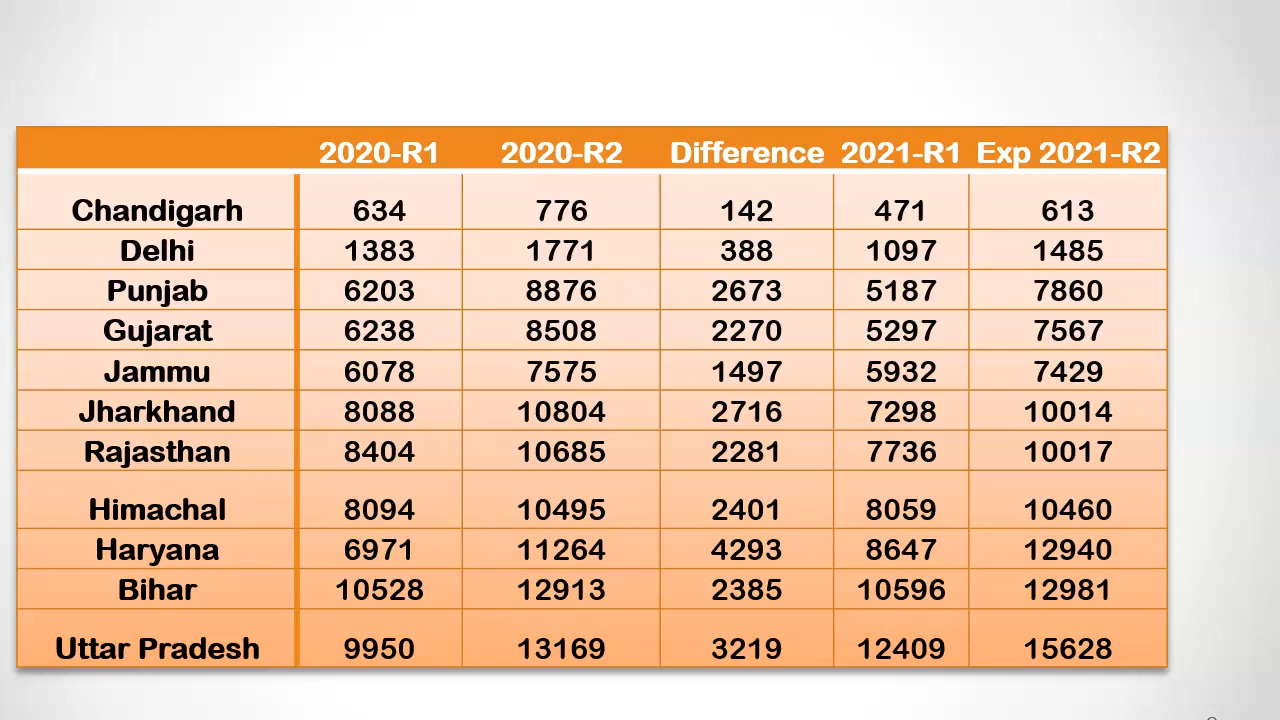 2020-R1 2020-R2 Difference 2021-R1 Exp 2021-R2
Chandigarh 634 776 142 471 613
Delhi 1383 1771 388 1097 1485
Punjab 6203 8876 2673 5187 7860
Gujarat 6238 8508 2270 5297 7567
Jammu 6078 7575 1497 5932 7429
Jharkhand 8088 10804 2716 7298 10014
Rajasthan 8404 10685 2281 7736 10017
Himachal 8094 10495 2401 8059 10460
Haryana 6971 11264 4293 8647 12940
Bihar 10528 12913 2385 10596 12981
Uttar Pradesh 9950 13169 3219 12409 15628